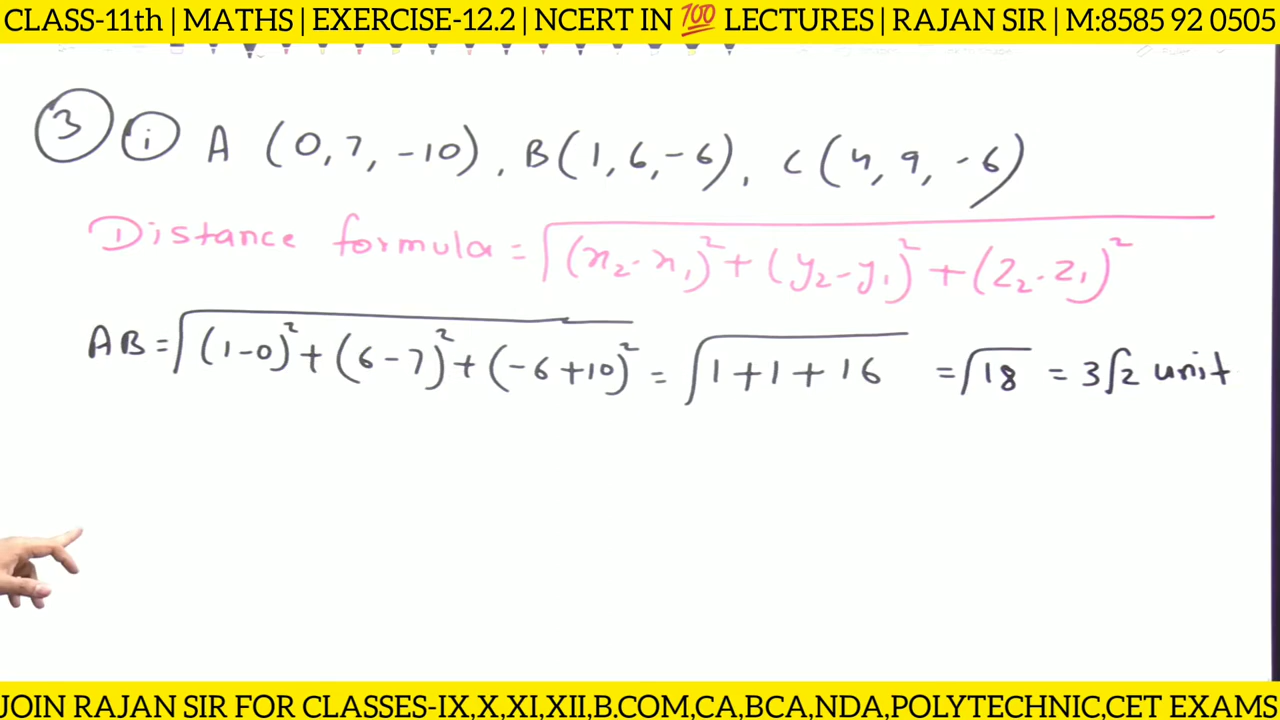 CLASS-11th | MATHS | EXERCISE-12.2 | NCERT IN 💯 LECTURES | RAJAN SIR | M:8585 92 0505
③ ⓘ A (0, 7, -10), B(1, 6, -6), C(4, 9, -6)
Distance formula = √((x₂-x₁)² + (y₂-y₁)² + (z₂-z₁)²)
AB = √((1-0)² + (6-7)² + (-6+10)²) = √(1+1+16) = √18 = 3√2 unit
JOIN RAJAN SIR FOR CLASSES-IX,X,XI,XII,B.COM,CA,BCA,NDA,POLYTECHNIC,CET EXAMS